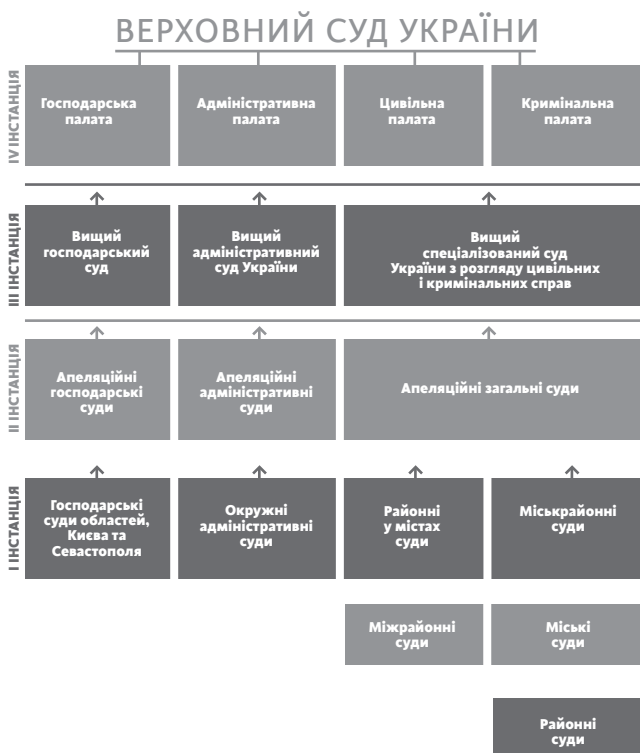 ВЕРХОВНИЙ СУД УКРАЇНИ
IV ІНСТАНЦІЯ
Господарська
палата
Адміністративна
палата
Цивільна
палата
Кримінальна
палата
III ІНСТАНЦІЯ
Вищий
господарський
суд
Вищий
адміністративний
суд України
Вищий
спеціалізований суд
України з розгляду цивільних
і кримінальних справ
II ІНСТАНЦІЯ
Апеляційні
господарські
суди
Апеляційні
адміністративні
суди
Апеляційні загальні суди
I ІНСТАНЦІЯ
Господарські
суди областей,
Києва та
Севастополя
Окружні
адміністративні
суди
Районні
у містах
суди
Міськрайонні
суди
Міжрайонні
суди
Міські
суди
Районні
суди